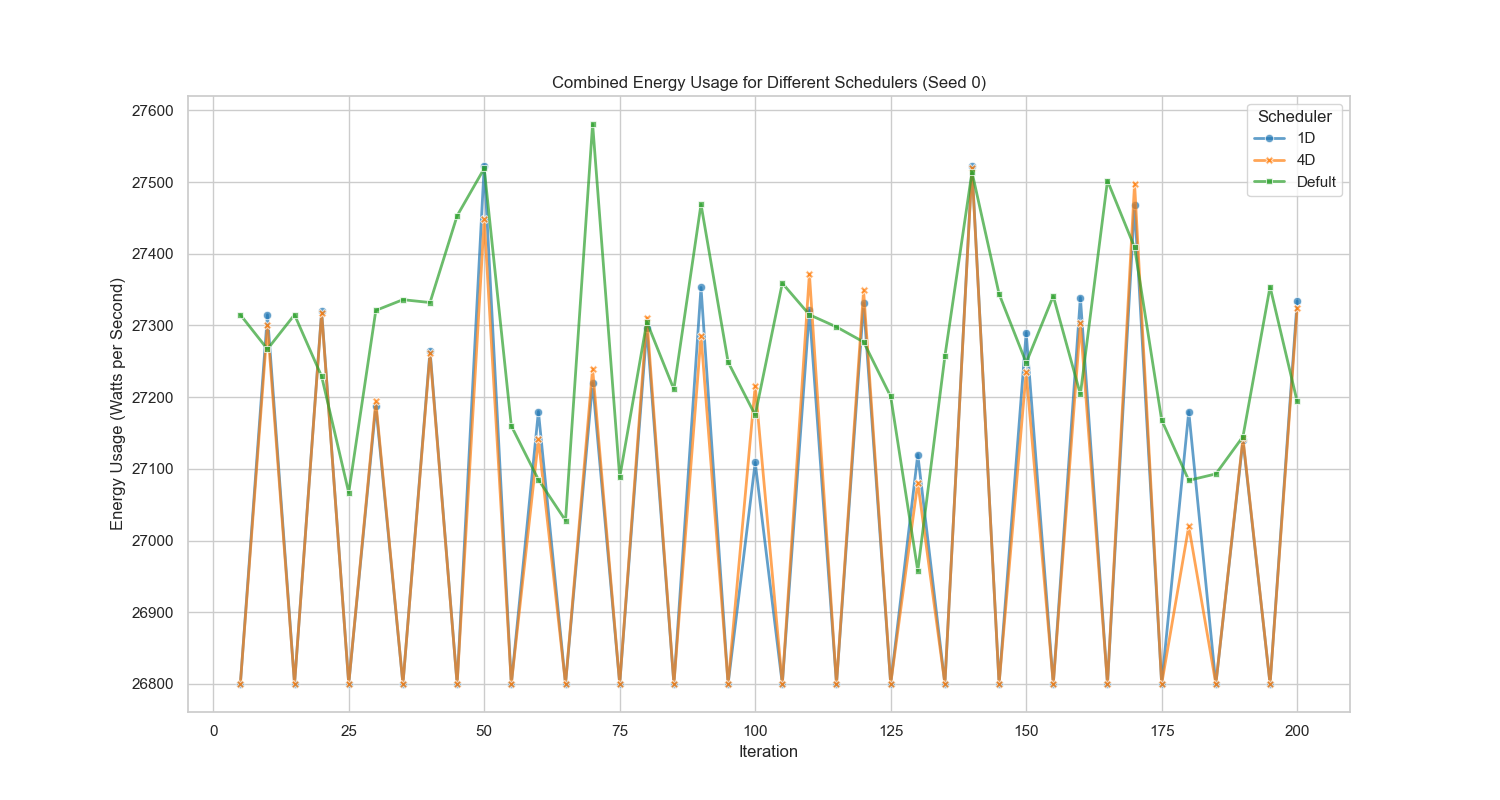 Combined Energy Usage for Different Schedulers (Seed 0)
Energy Usage (Watts per Second)
27600
27500
27400
27300
27200
27100
27000
26900
26800
Scheduler
1D
4D
Defult
0 25 50 75 100 125 150 175 200
Iteration